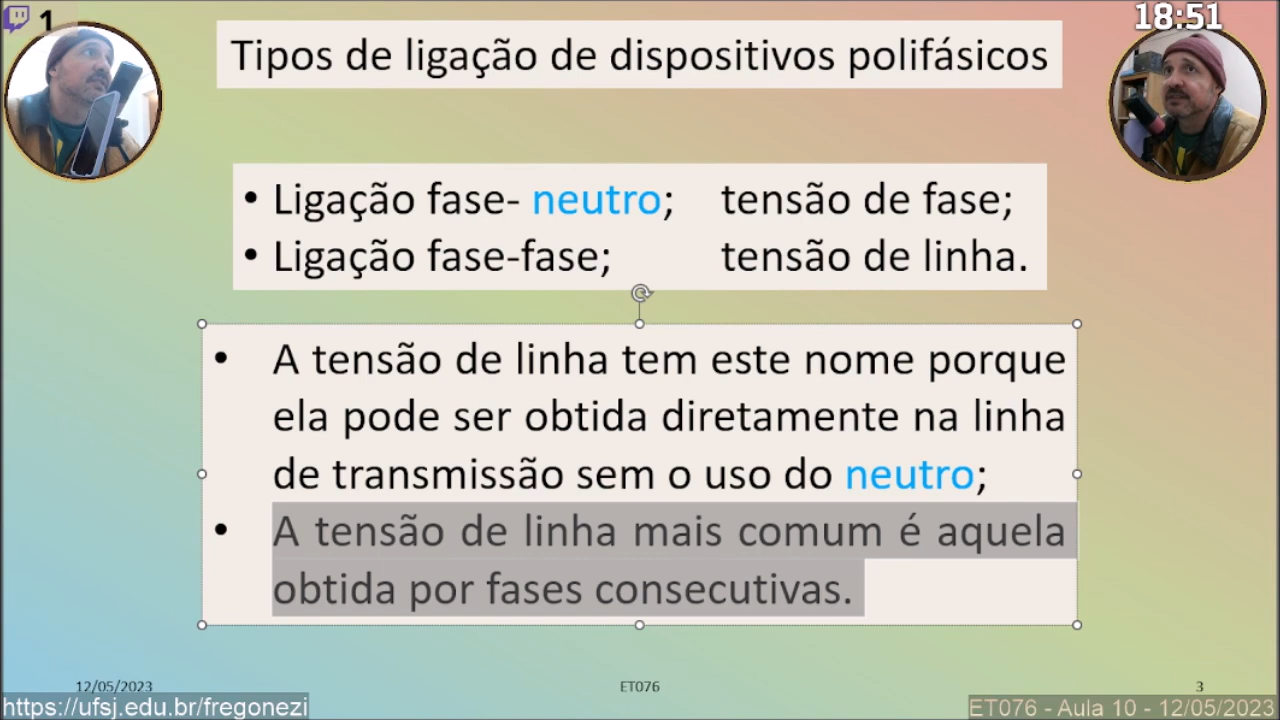 1
18:51
Tipos de ligação de dispositivos polifásicos
• Ligação fase- neutro; tensão de fase;
• Ligação fase-fase; tensão de linha.
• A tensão de linha tem este nome porque
ela pode ser obtida diretamente na linha
de transmissão sem o uso do neutro;
• A tensão de linha mais comum é aquela
obtida por fases consecutivas.
12/05/2023 ET076 3
https://ufsj.edu.br/fregonezi ET076 - Aula 10 - 12/05/2023